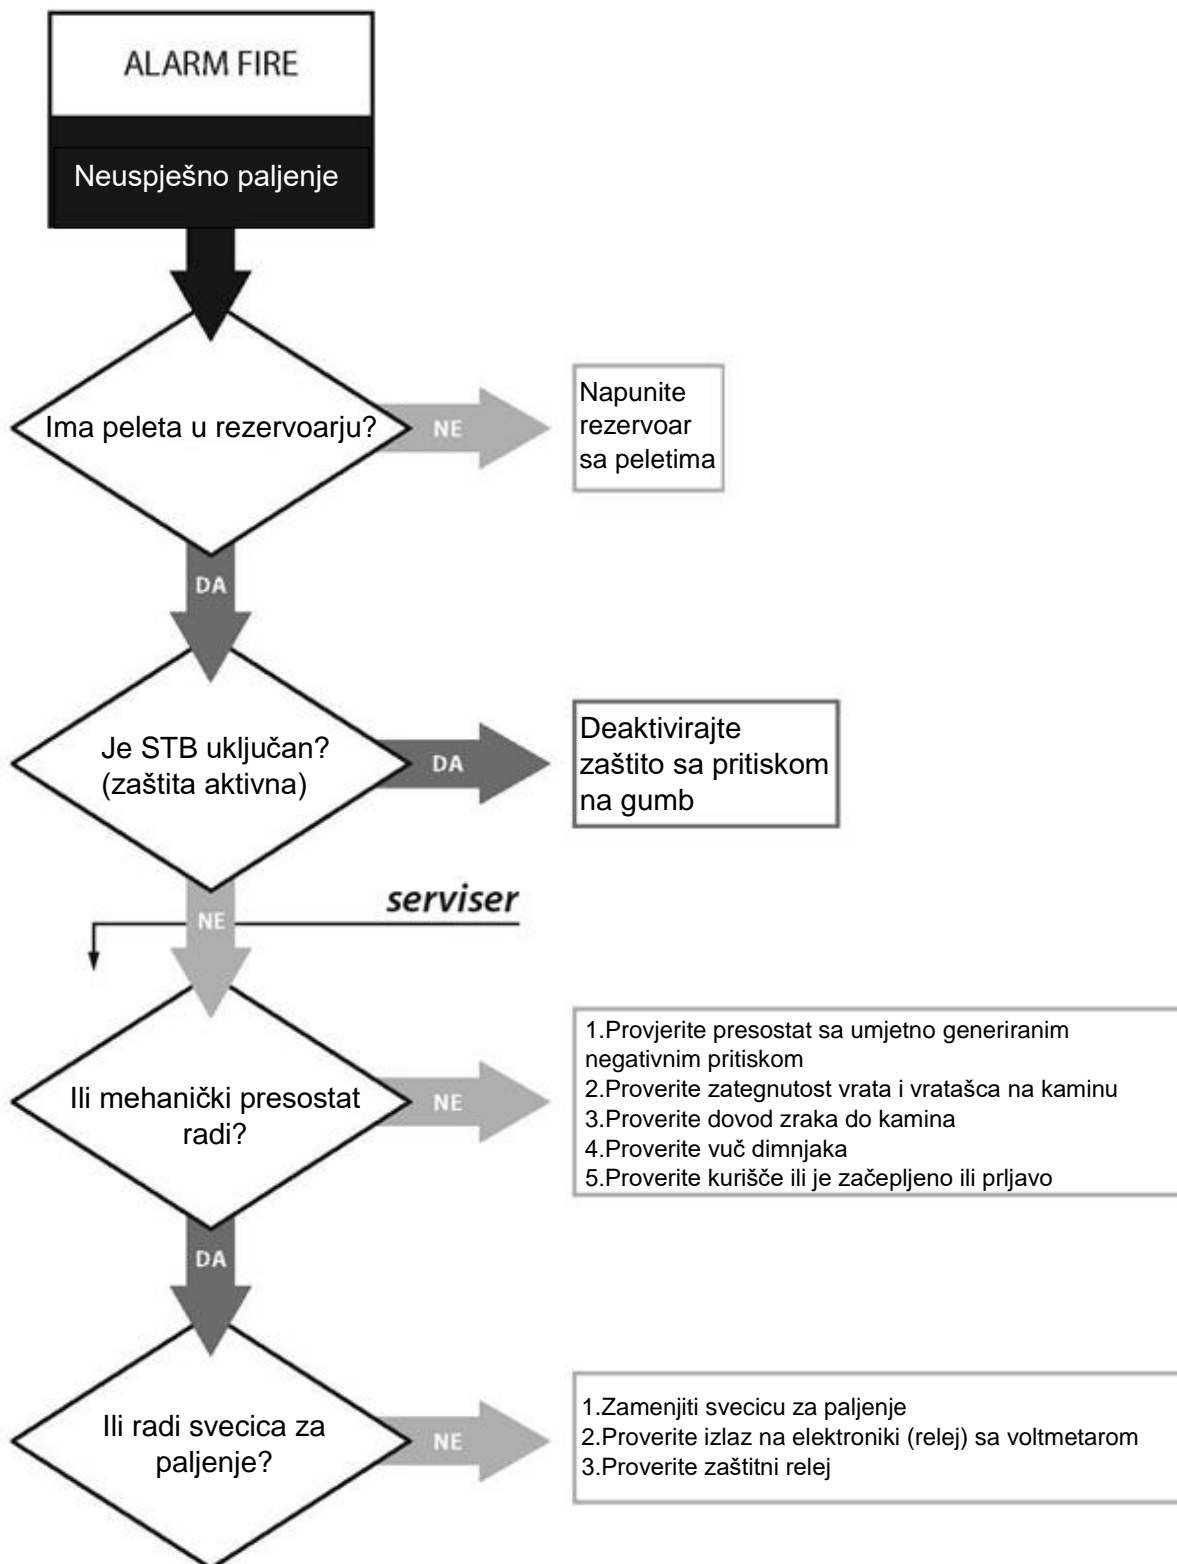 ALARM FIRE
Neuspješno paljenje
Ima peleta u rezervoarju?
NE
Napunite
rezervoar
sa peletima
DA
Je STB uključan?
(zaštita aktivna)
DA
Deaktivirajte
zaštito sa pritiskom
na gumb
NE
serviser
Ili mehanički presostat
radi?
NE
1.Provjerite presostat sa umjetno generiranim
negativnim pritiskom
2.Proverite zategnutost vrata i vratašca na kaminu
3.Proverite dovod zraka do kamina
4.Proverite vuč dimnjaka
5.Proverite kurišče ili je začepljeno ili prljavo
DA
Ili radi svecica za
paljenje?
NE
1.Zamenjiti svecicu za paljenje
2.Proverite izlaz na elektroniki (relej) sa voltmetarom
3.Proverite zaštitni relej